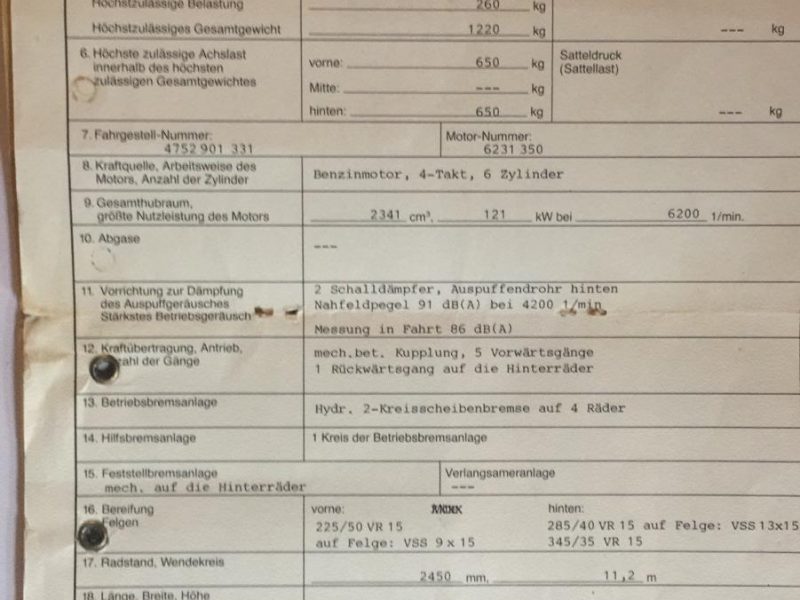 Höchstzulässige Belastung 260 kg
Höchstzulässiges Gesamtgewicht 1220 kg --- kg
6. Höchste zulässige Achslast
innerhalb des höchsten
zulässigen Gesamtgewichtes
vorne: 650 kg
Mitte: --- kg
hinten: 650 kg
Satteldruck
(Sattellast)
--- kg
7. Fahrgestell-Nummer:
4752 901 331
Motor-Nummer:
6231 350
8. Kraftquelle, Arbeitsweise des
Motors, Anzahl der Zylinder
Benzinmotor, 4-Takt, 6 Zylinder
9. Gesamthubraum,
größte Nutzleistung des Motors
2341 cm³, 121 kW bei 6200 1/min.
10. Abgase
---
11. Vorrichtung zur Dämpfung
des Auspuffgeräusches
Stärkstes Betriebsgeräusch
2 Schalldämpfer, Auspuffendrohr hinten
Nahfeldpegel 91 dB(A) bei 4200 1/min
Messung in Fahrt 86 dB(A)
12. Kraftübertragung, Antrieb,
zahl der Gänge
mech.bet. Kupplung, 5 Vorwärtsgänge
1 Rückwärtsgang auf die Hinterräder
13. Betriebsbremsanlage
Hydr. 2-Kreisscheibenbremse auf 4 Räder
14. Hilfsbremsanlage
1 Kreis der Betriebsbremsanlage
15. Feststellbremsanlage
mech. auf die Hinterräder
Verlangsameranlage
---
16. Bereifung
Felgen
vorne:
225/50 VR 15
auf Felge: VSS 9 x 15
hinten:
285/40 VR 15 auf Felge: VSS 13x15
345/35 VR 15
17. Radstand, Wendekreis
2450 mm, 11,2 m
18. Länge, Breite, Höhe